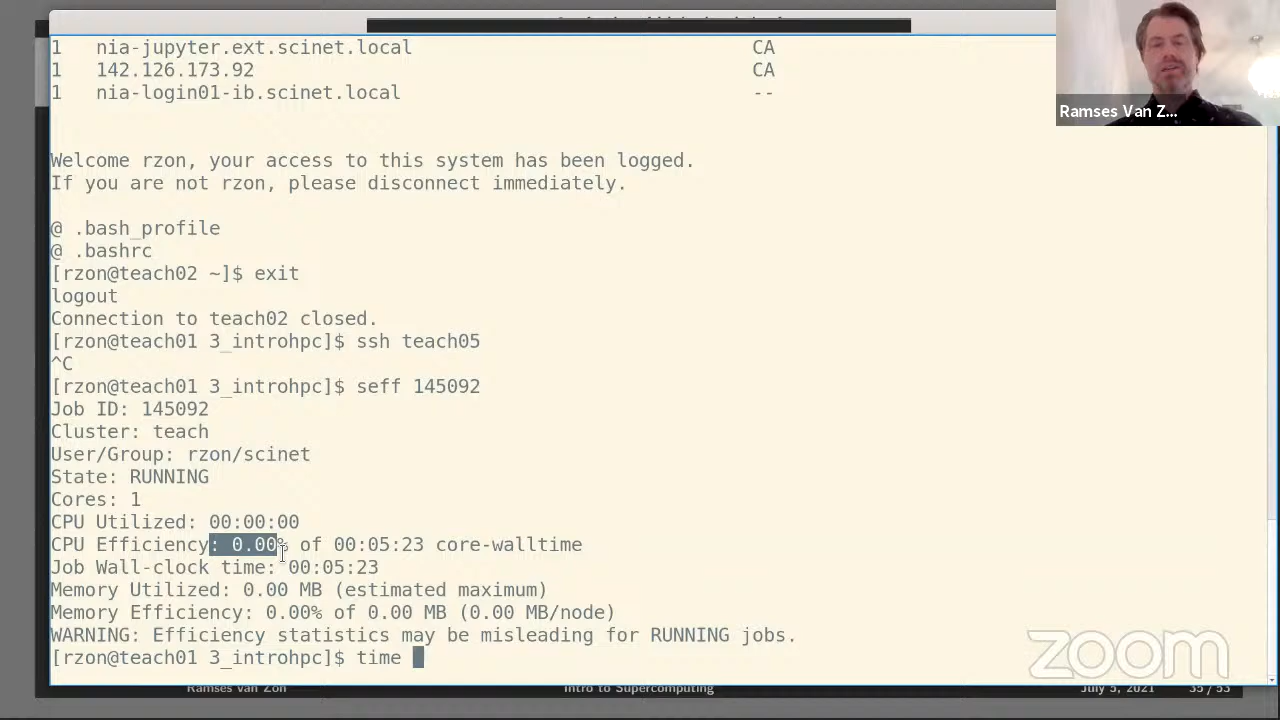 1 nia-jupyter.ext.scinet.local CA
1 142.126.173.92 CA
1 nia-login01-ib.scinet.local --
Ramses Van Z...
Welcome rzon, your access to this system has been logged.
If you are not rzon, please disconnect immediately.
@ .bash_profile
@ .bashrc
[rzon@teach02 ~]$ exit
logout
Connection to teach02 closed.
[rzon@teach01 3_introhpc]$ ssh teach05
^C
[rzon@teach01 3_introhpc]$ seff 145092
Job ID: 145092
Cluster: teach
User/Group: rzon/scinet
State: RUNNING
Cores: 1
CPU Utilized: 00:00:00
CPU Efficiency: 0.00% of 00:05:23 core-walltime
Job Wall-clock time: 00:05:23
Memory Utilized: 0.00 MB (estimated maximum)
Memory Efficiency: 0.00% of 0.00 MB (0.00 MB/node)
WARNING: Efficiency statistics may be misleading for RUNNING jobs.
[rzon@teach01 3_introhpc]$ time
zoom
Ramses Van Zon Intro to Supercomputing July 5, 2021 35 / 53